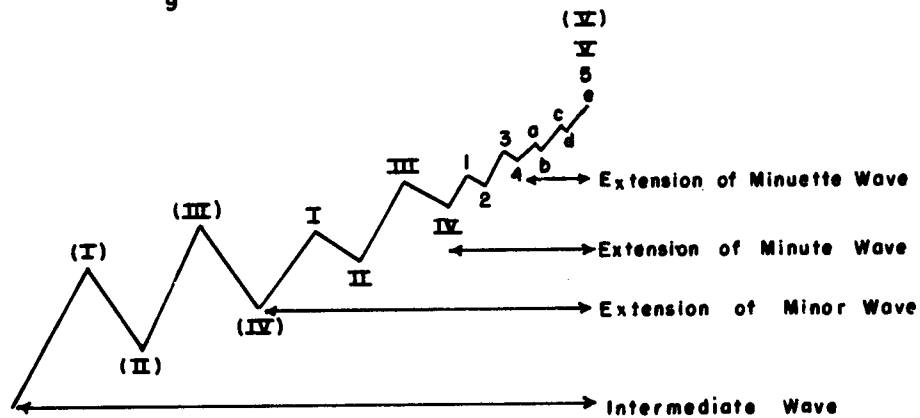 g
(V)
V
5
e
c
d
3
a
4
b
1
2
Extension of Minuette Wave
III
IV
Extension of Minute Wave
(III)
I
II
(I)
(IV)
Extension of Minor Wave
(II)
Intermediate Wave